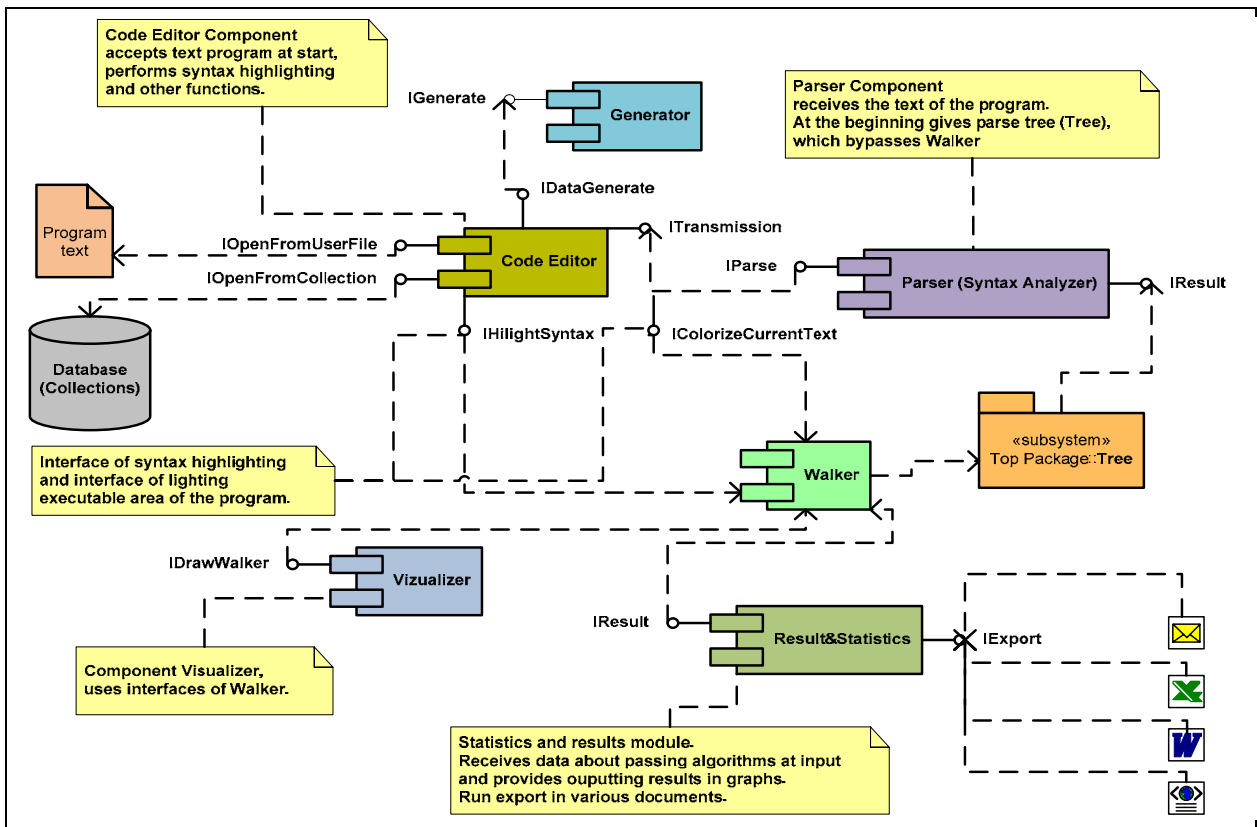 Code Editor Component
accepts text program at start,
performs syntax highlighting
and other functions.
IGenerate
Generator
Parser Component
receives the text of the program.
At the beginning gives parse tree (Tree),
which bypasses Walker
IDataGenerate
Program
text
IOpenFromUserFile
IOpenFromCollection
Code Editor
ITransmission
IParse
Parser (Syntax Analyzer)
IResult
IHilightSyntax
IColorizeCurrentText
Database
(Collections)
«subsystem»
Top Package::Tree
Interface of syntax highlighting
and interface of lighting
executable area of the program.
Walker
IDrawWalker
Vizualizer
IResult
Result&Statistics
IExport
Component Visualizer,
uses interfaces of Walker.
W
Statistics and results module.
Receives data about passing algorithms at input
and provides ouputting results in graphs.
Run export in various documents.